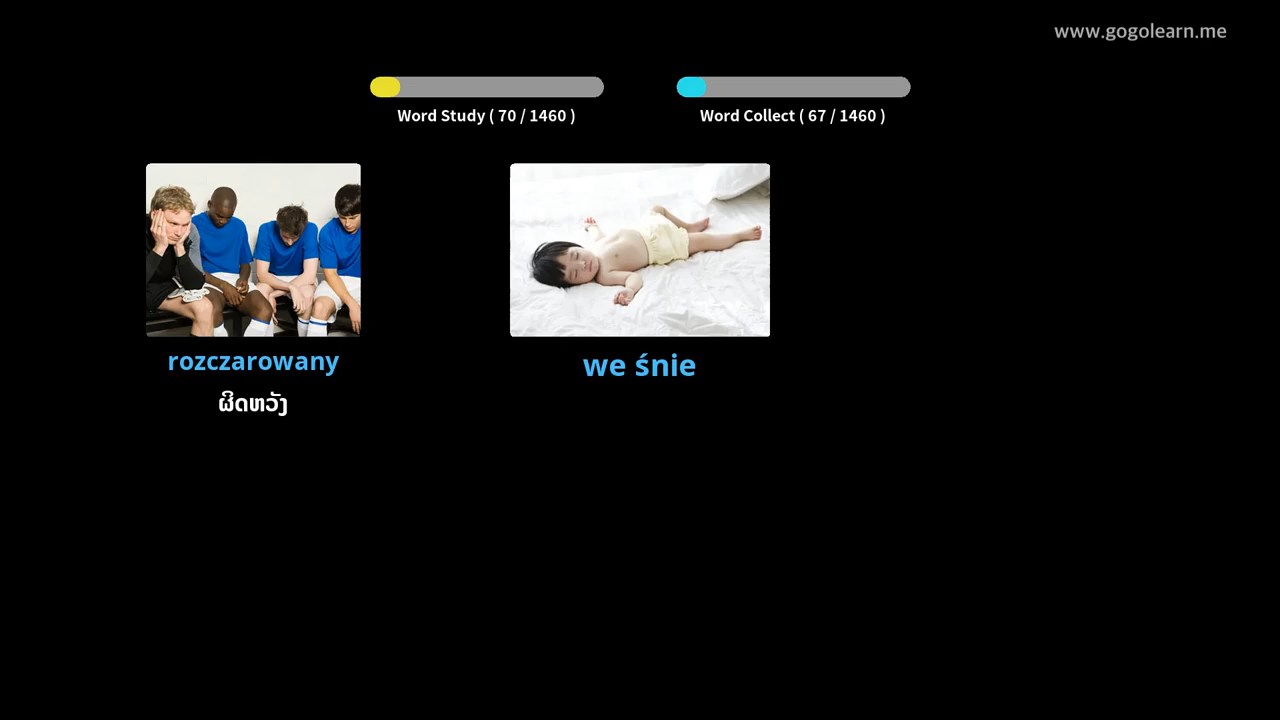 www.gogolearn.me
Word Study ( 70 / 1460 )
Word Collect ( 67 / 1460 )
rozczarowany
ຜິດຫວັງ
we śnie